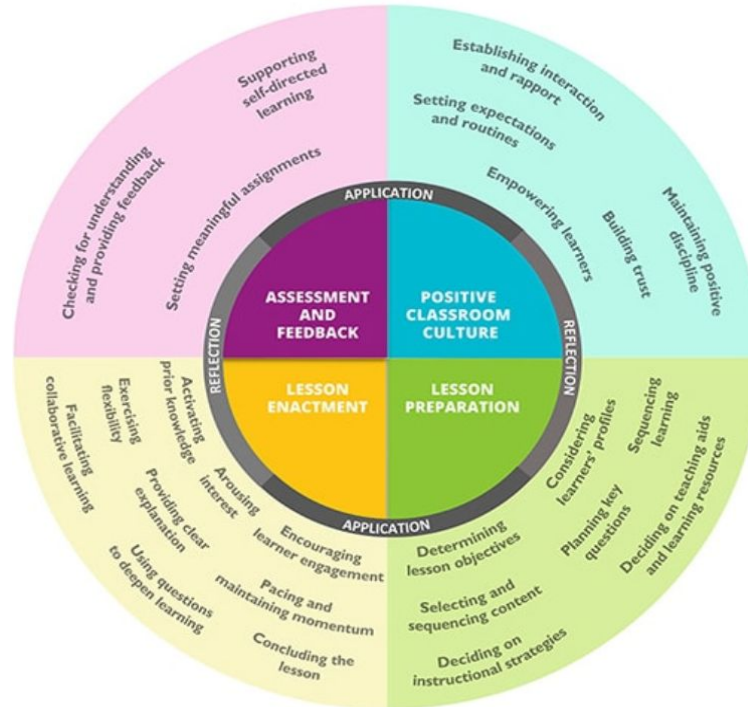 Supporting
self-directed
learning
Checking for understanding
and providing feedback
Setting meaningful assignments
Establishing interaction
and rapport
Setting expectations
and routines
Empowering learners
Building trust
Maintaining positive
discipline
APPLICATION
REFLECTION
REFLECTION
APPLICATION
ASSESSMENT
AND
FEEDBACK
POSITIVE
CLASSROOM
CULTURE
LESSON
ENACTMENT
LESSON
PREPARATION
Activating
prior knowledge
Exercising
flexibility
Facilitating
collaborative learning
Arousing
interest
Providing clear
explanation
Using questions
to deepen learning
Encouraging
learner engagement
Pacing and
maintaining momentum
Concluding the
lesson
Considering
learners' profiles
Sequencing
learning
Determining
lesson objectives
Planning key
questions
Deciding on teaching aids
and learning resources
Selecting and
sequencing content
Deciding on
instructional strategies